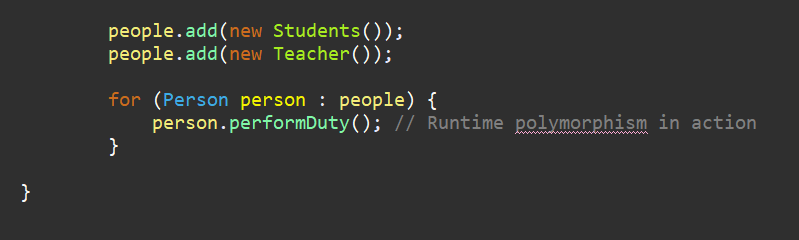 people.add(new Students());
people.add(new Teacher());
for (Person person : people) {
person.performDuty(); // Runtime polymorphism in action
}
}